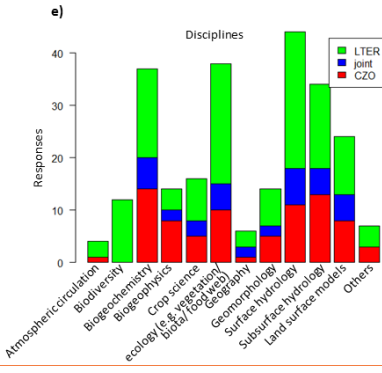 e)
Disciplines
LTER
joint
CZO
Responses
40
30
20
10
0
Atmospheric circulation
Biodiversity
Biogeochemistry
Biogeophysics
Crop science
ecology (e.g. vegetation/
biota/ food web)
Geography
Geomorphology
Surface hydrology
Subsurface hydrology
Land surface models
Others